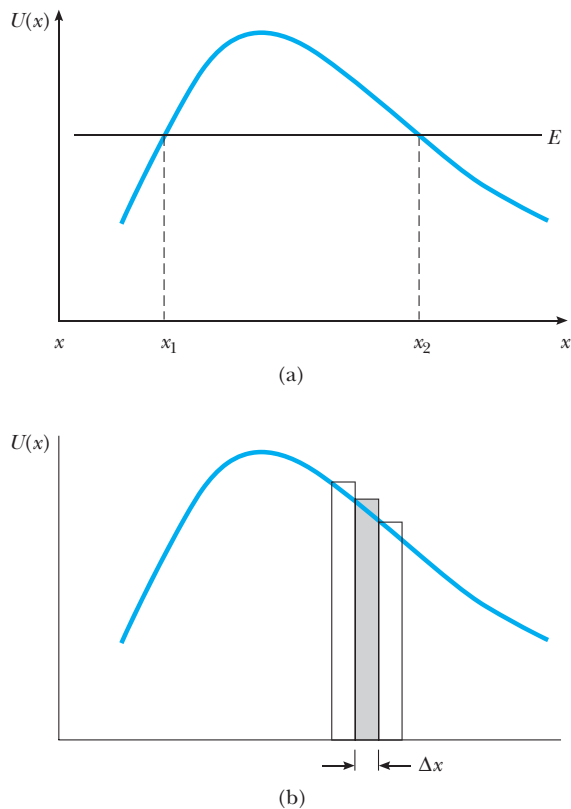 U(x)
E
x x₁ x₂ x
(a)
U(x)
Δx
(b)